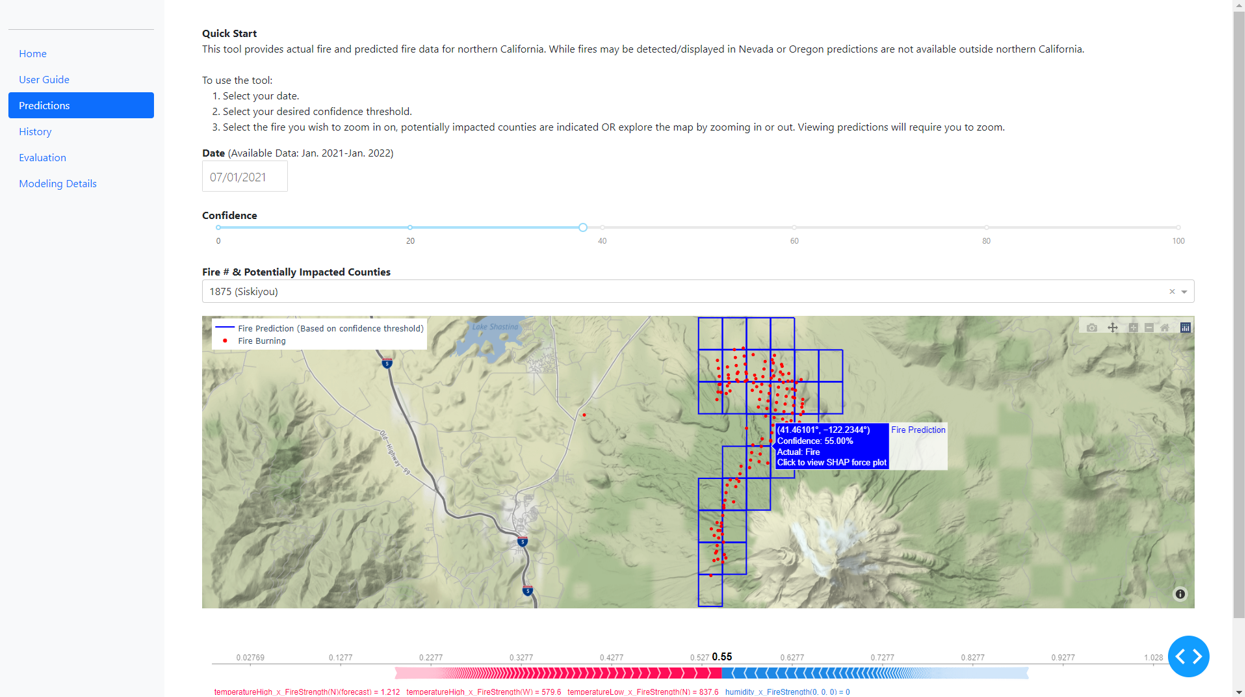 Home
User Guide
Predictions
History
Evaluation
Modeling Details
Quick Start
This tool provides actual fire and predicted fire data for northern California. While fires may be detected/displayed in Nevada or Oregon predictions are not available outside northern California.
To use the tool:
1. Select your date.
2. Select your desired confidence threshold.
3. Select the fire you wish to zoom in on, potentially impacted counties are indicated OR explore the map by zooming in or out. Viewing predictions will require you to zoom.
Date (Available Data: Jan. 2021-Jan. 2022)
07/01/2021
Confidence
0 20 40 60 80 100
Fire # & Potentially Impacted Counties
1875 (Siskiyou)
Fire Prediction (Based on confidence threshold)
Fire Burning
Lake Shastina
5
Old-Highway-99
(41.46101°, −122.2344°)
Confidence: 55.00%
Actual: Fire
Click to view SHAP force plot
Fire Prediction
5
5
0.02769 0.1277 0.2277 0.3277 0.4277 0.527 0.55 0.6277 0.7277 0.8277 0.9277 1.028
temperatureHigh_x_FireStrength(N)(forecast) = 1.212 temperatureHigh_x_FireStrength(W) = 579.6 temperatureLow_x_FireStrength(N) = 837.6 humidity_x_FireStrength(0, 0, 0) = 0